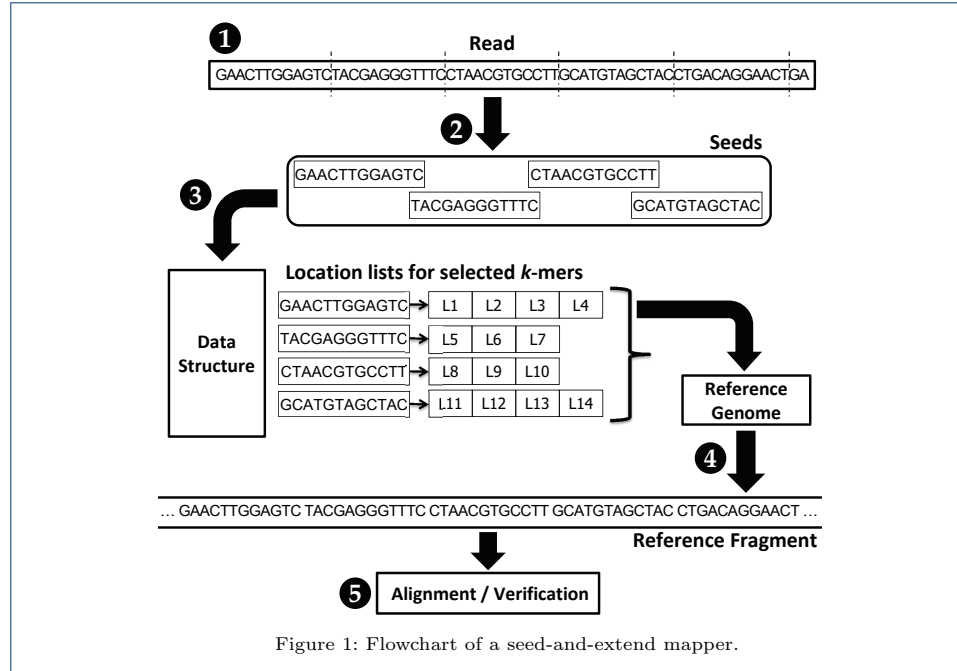 1
Read
GAACTTGGAGTCTACGAGGGTTTCCTAACGTGCCTTGCATGTAGCTACCTGACAGGAACTGA
2
Seeds
GAACTTGGAGTC CTAACGTGCCTT
TACGAGGGTTTC GCATGTAGCTAC
3
Location lists for selected k-mers
Data
Structure
GAACTTGGAGTC L1 L2 L3 L4
TACGAGGGTTTC L5 L6 L7
CTAACGTGCCTT L8 L9 L10
GCATGTAGCTAC L11 L12 L13 L14
Reference
Genome
4
... GAACTTGGAGTC TACGAGGGTTTC CTAACGTGCCTT GCATGTAGCTAC CTGACAGGAACT ...
Reference Fragment
5
Alignment / Verification
Figure 1: Flowchart of a seed-and-extend mapper.